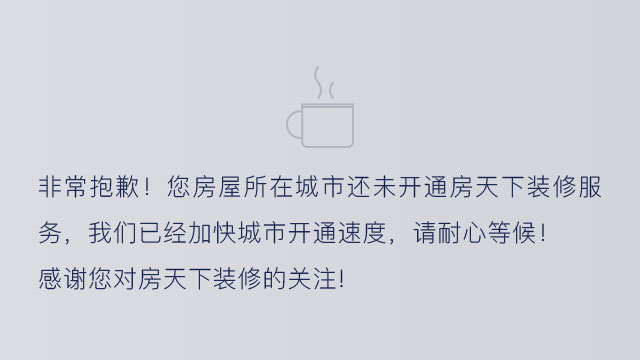 非常抱歉！您房屋所在城市还未开通房天下装修服
务，我们已经加快城市开通速度，请耐心等候！
感谢您对房天下装修的关注!